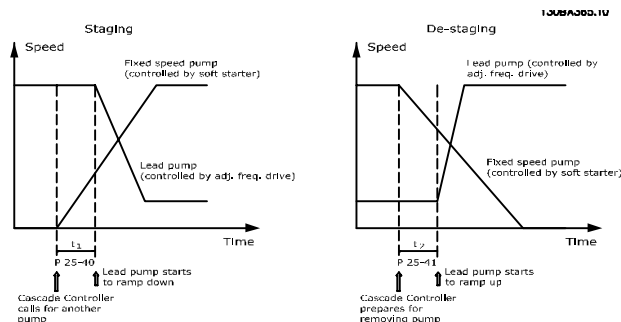 130BA365.10
Staging
Speed
Fixed speed pump
(controlled by soft starter)
Lead pump
(controlled by adj. freq. drive)
Time
t1
P 25-40
Lead pump starts
to ramp down
Cascade Controller
calls for another
pump
De-staging
Speed
Lead pump (controlled by
adj. freq. drive)
Fixed speed pump
(controlled by soft starter)
Time
t2
P 25-41
Lead pump starts
to ramp up
Cascade Controller
prepares for
removing pump